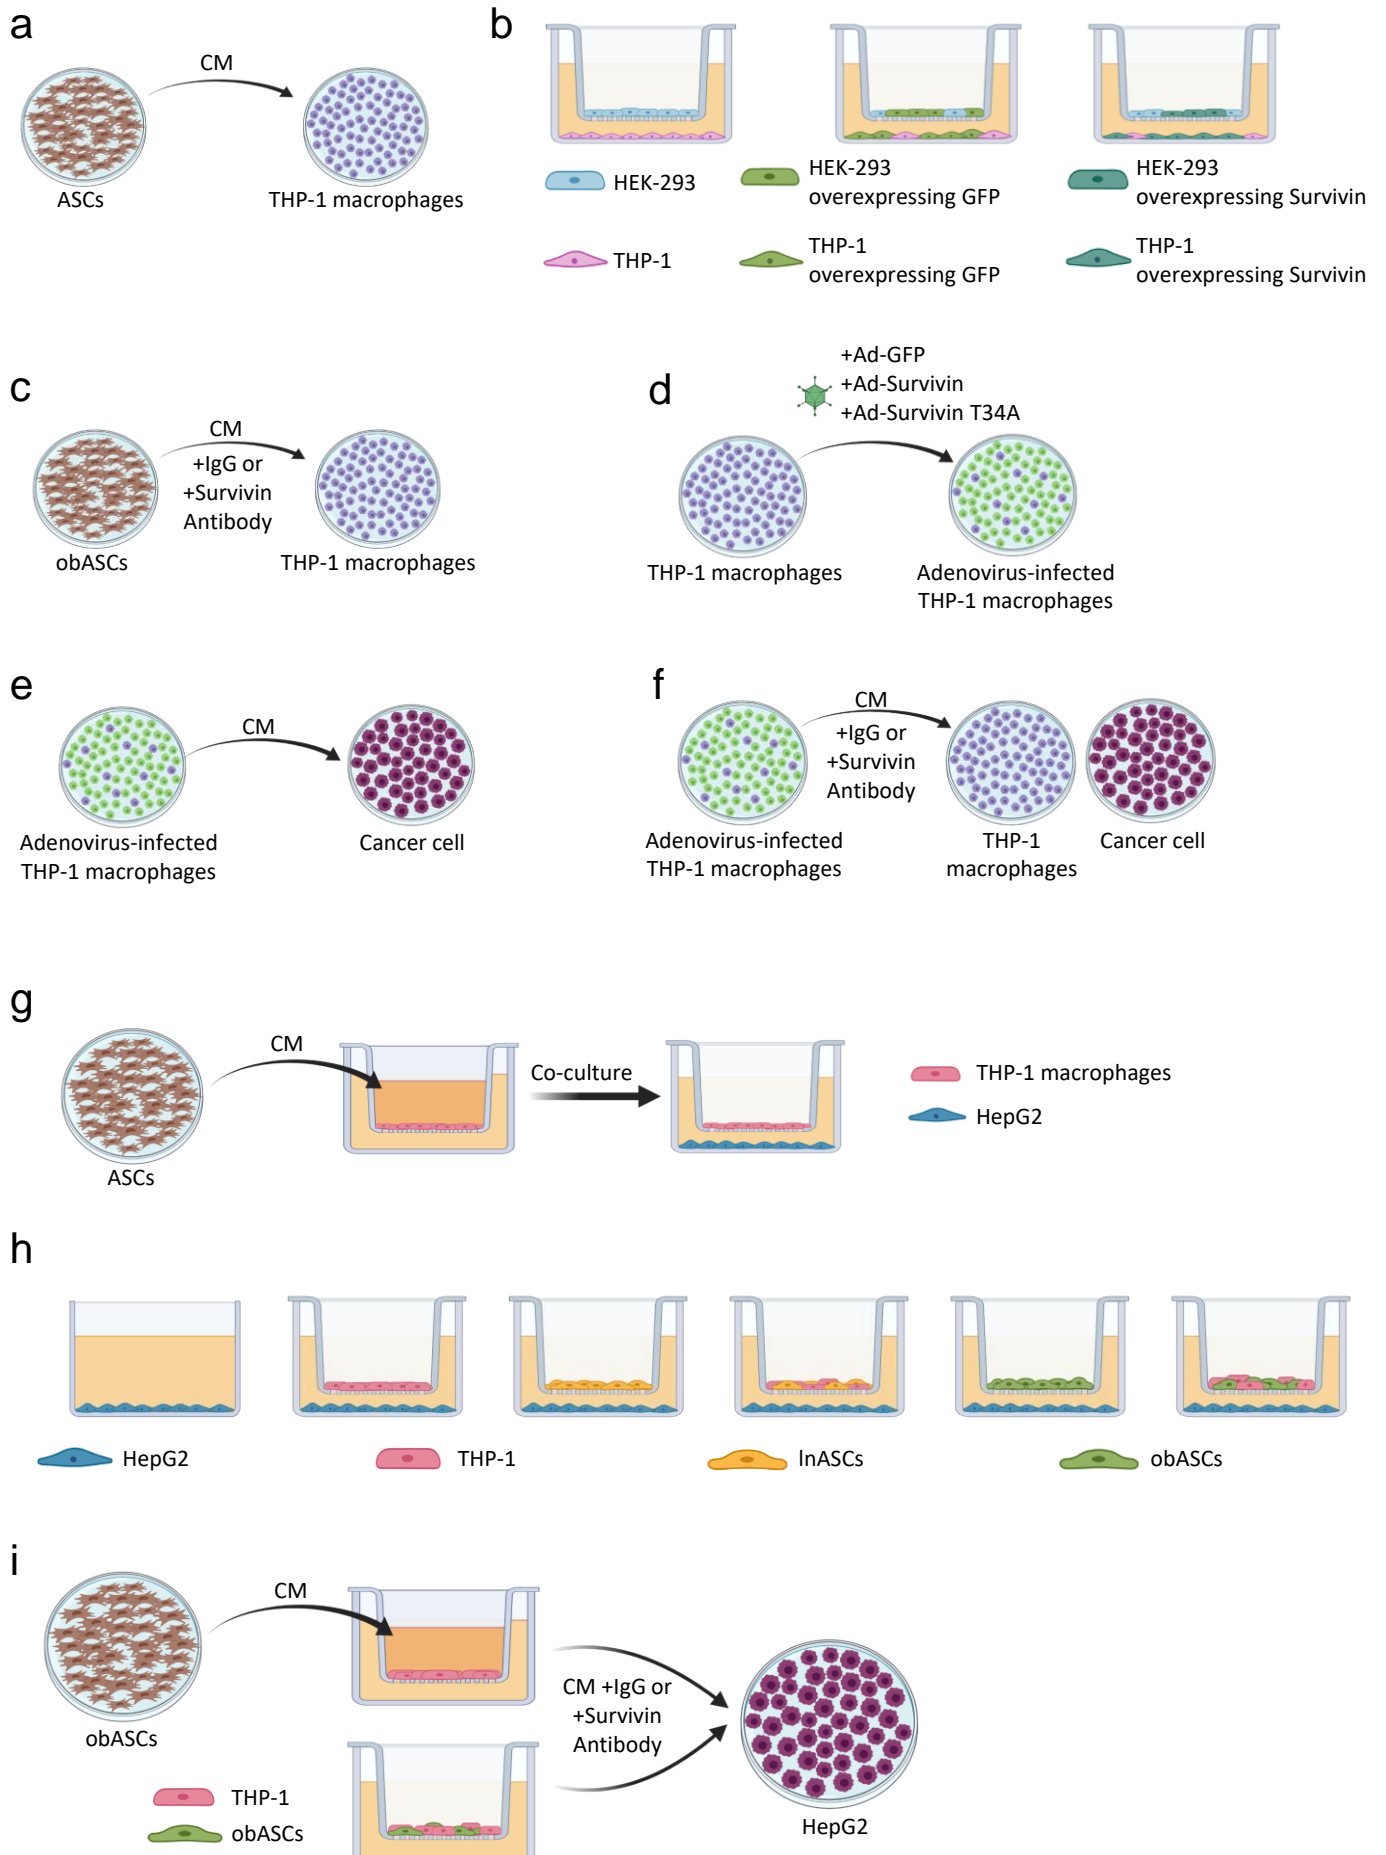 a
CM
ASCs
THP-1 macrophages
b
HEK-293
HEK-293
overexpressing GFP
HEK-293
overexpressing Survivin
THP-1
THP-1
overexpressing GFP
THP-1
overexpressing Survivin
c
CM
+IgG or
+Survivin
Antibody
obASCs
THP-1 macrophages
d
+Ad-GFP
+Ad-Survivin
+Ad-Survivin T34A
THP-1 macrophages
Adenovirus-infected
THP-1 macrophages
e
CM
Adenovirus-infected
THP-1 macrophages
Cancer cell
f
CM
+IgG or
+Survivin
Antibody
Adenovirus-infected
THP-1 macrophages
THP-1
macrophages
Cancer cell
g
CM
ASCs
Co-culture
THP-1 macrophages
HepG2
h
HepG2
THP-1
lnASCs
obASCs
i
CM
obASCs
THP-1
obASCs
CM +IgG or
+Survivin
Antibody
HepG2